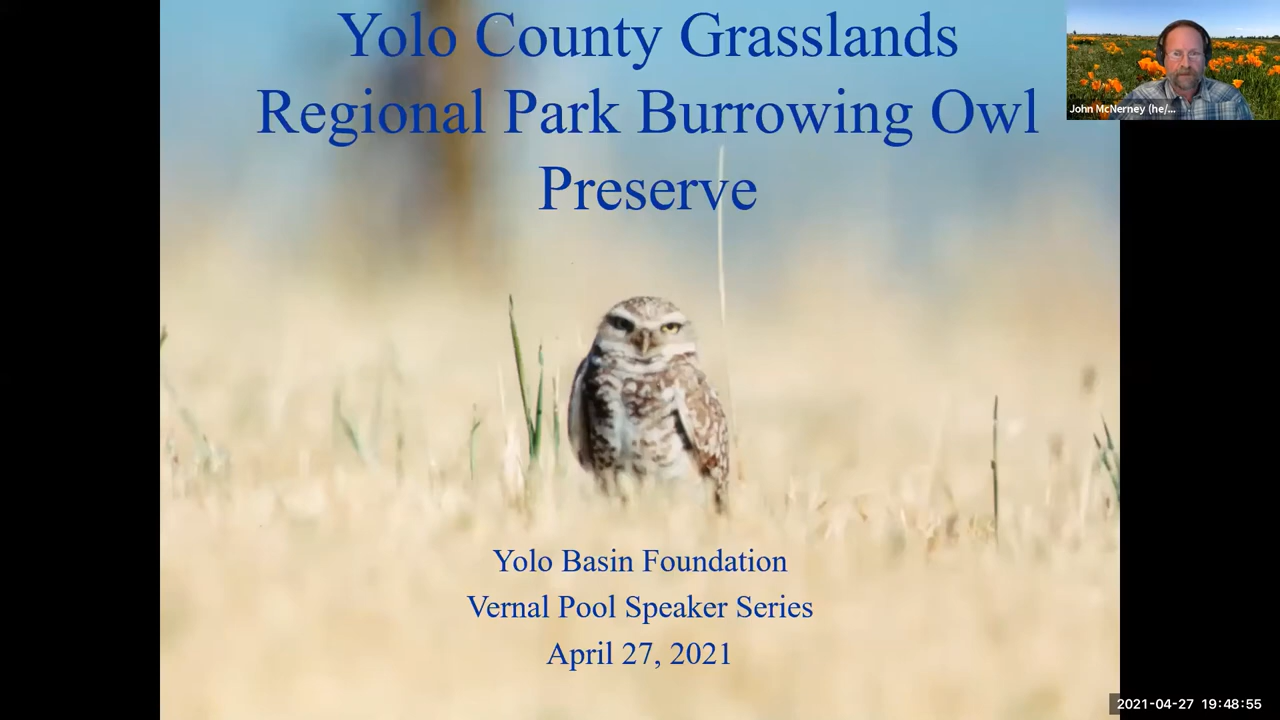 Yolo County Grasslands
Regional Park Burrowing Owl
Preserve
John McNerney (he/...
Yolo Basin Foundation
Vernal Pool Speaker Series
April 27, 2021
2021-04-27 19:48:55